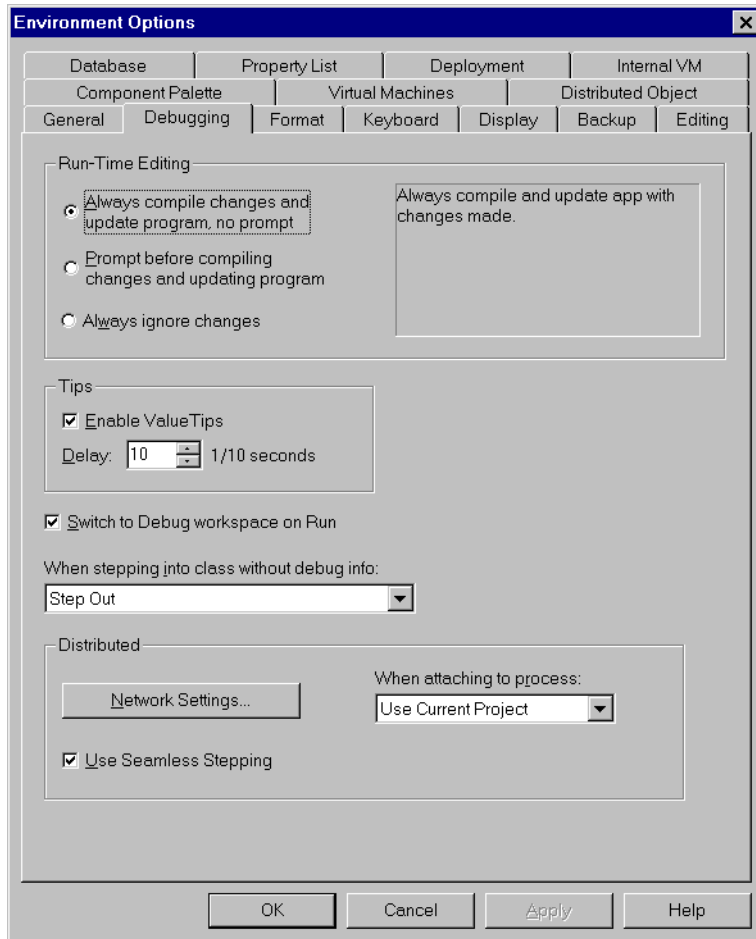 Environment Options
Database Property List Deployment Internal VM
Component Palette Virtual Machines Distributed Object
General Debugging Format Keyboard Display Backup Editing
Run-Time Editing
Always compile changes and
update program, no prompt
Always compile and update app with
changes made.
Prompt before compiling
changes and updating program
Always ignore changes
Tips
Enable ValueTips
Delay: 10 1/10 seconds
Switch to Debug workspace on Run
When stepping into class without debug info:
Step Out
Distributed
Network Settings...
When attaching to process:
Use Current Project
Use Seamless Stepping
OK Cancel Apply Help